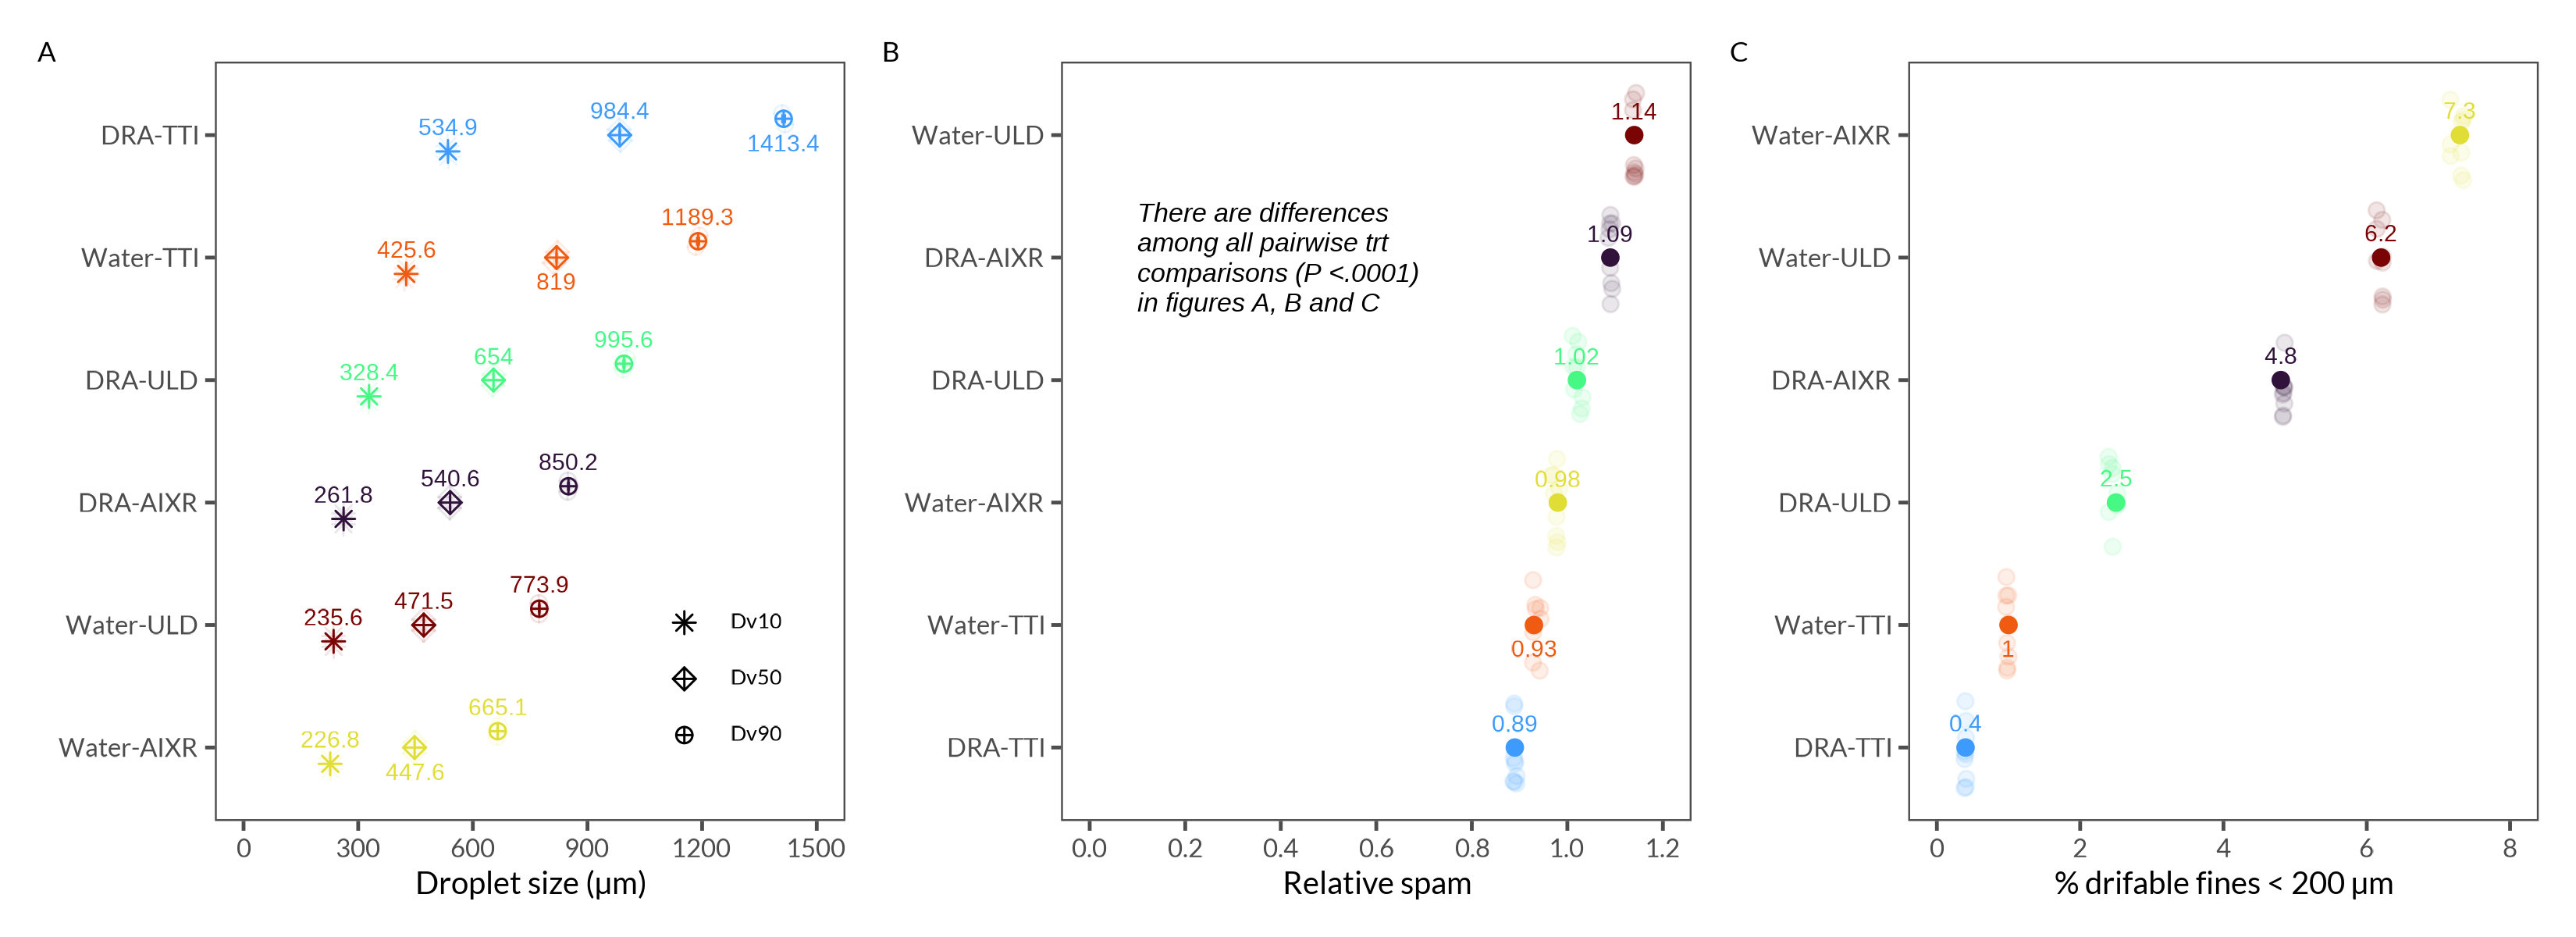 A
DRA-TTI
534.9
984.4
1413.4
Water-TTI
425.6
819
1189.3
DRA-ULD
328.4
654
995.6
DRA-AIXR
261.8
540.6
850.2
Water-ULD
235.6
471.5
773.9
Water-AIXR
226.8
447.6
665.1
Dv10
Dv50
Dv90
0 300 600 900 1200 1500
Droplet size (µm)
B
Water-ULD
1.14
DRA-AIXR
1.09
DRA-ULD
1.02
Water-AIXR
0.98
Water-TTI
0.93
DRA-TTI
0.89
There are differences
among all pairwise trt
comparisons (P <.0001)
in figures A, B and C
0.0 0.2 0.4 0.6 0.8 1.0 1.2
Relative spam
C
Water-AIXR
7.3
Water-ULD
6.2
DRA-AIXR
4.8
DRA-ULD
2.5
Water-TTI
1
DRA-TTI
0.4
0 2 4 6 8
% drifable fines < 200 µm